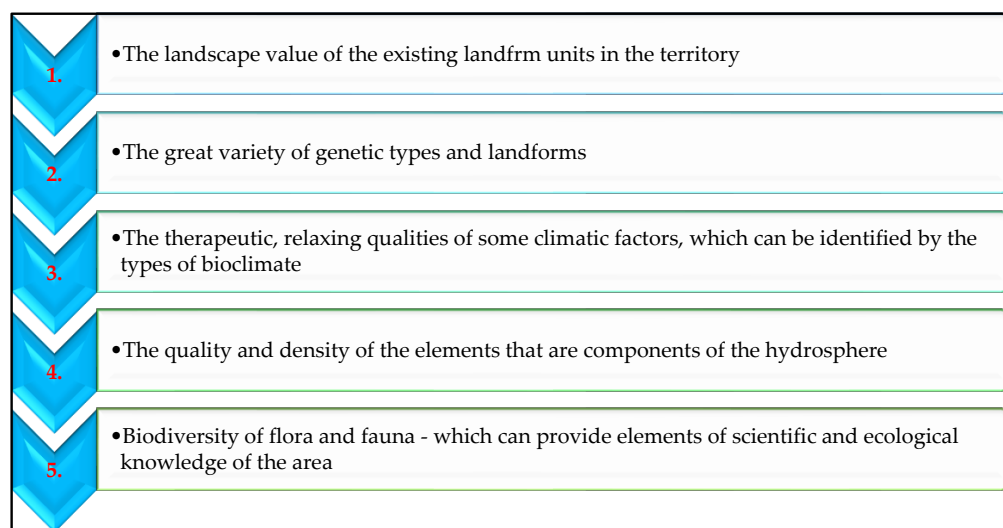 1.
•The landscape value of the existing landfrm units in the territory
2.
•The great variety of genetic types and landforms
3.
•The therapeutic, relaxing qualities of some climatic factors, which can be identified by the
types of bioclimate
4.
•The quality and density of the elements that are components of the hydrosphere
5.
•Biodiversity of flora and fauna - which can provide elements of scientific and ecological
knowledge of the area